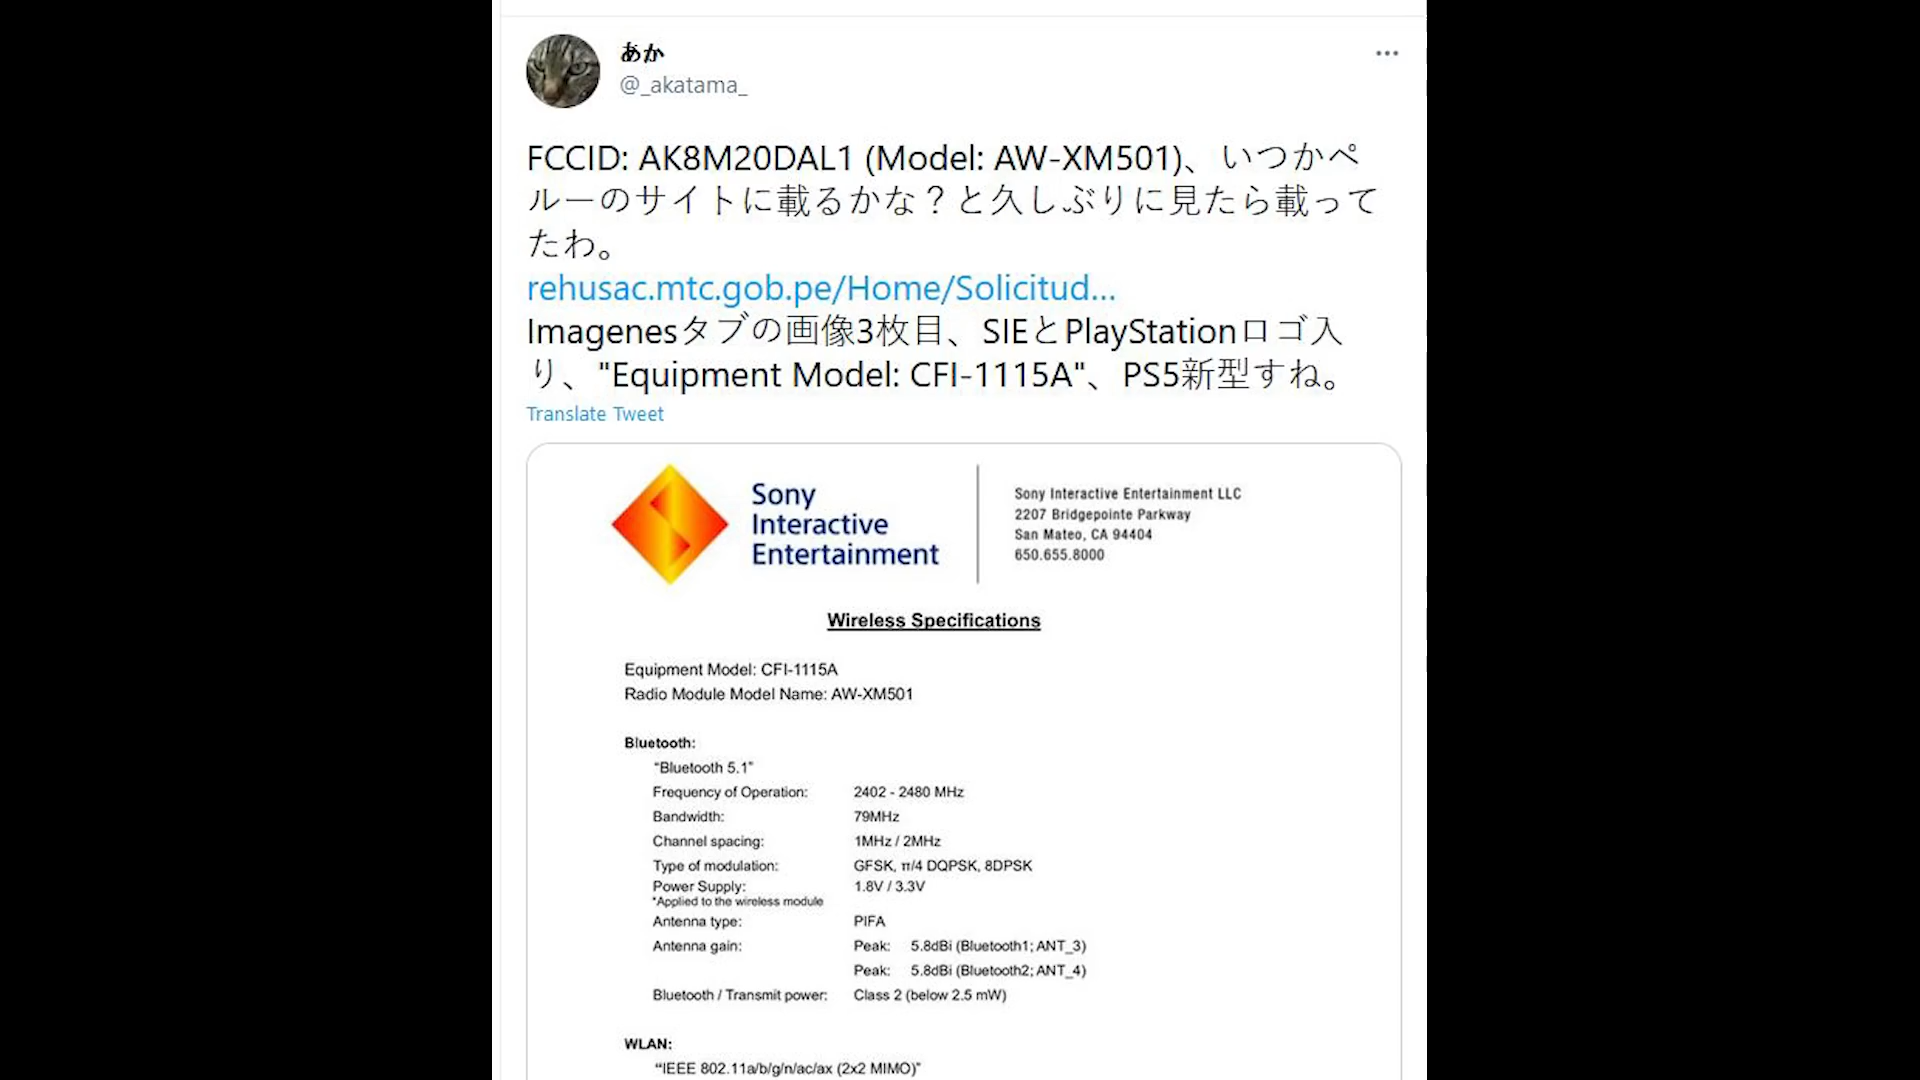 あか
@_akatama_
FCCID: AK8M20DAL1 (Model: AW-XM501)、いつかペ
ルーのサイトに載るかな？と久しぶりに見たら載って
たわ。
rehusac.mtc.gob.pe/Home/Solicitud...
Imagenesタブの画像3枚目、SIEとPlayStationロゴ入
り、"Equipment Model: CFI-1115A"、PS5新型すね。
Translate Tweet
Sony
Interactive
Entertainment
Sony Interactive Entertainment LLC
2207 Bridgepointe Parkway
San Mateo, CA 94404
650.655.8000
Wireless Specifications
Equipment Model: CFI-1115A
Radio Module Model Name: AW-XM501
Bluetooth:
"Bluetooth 5.1"
Frequency of Operation: 2402 - 2480 MHz
Bandwidth: 79MHz
Channel spacing: 1MHz / 2MHz
Type of modulation: GFSK, π/4 DQPSK, 8DPSK
Power Supply: 1.8V / 3.3V
*Applied to the wireless module
Antenna type: PIFA
Antenna gain: Peak: 5.8dBi (Bluetooth1; ANT_3)
Peak: 5.8dBi (Bluetooth2; ANT_4)
Bluetooth / Transmit power: Class 2 (below 2.5 mW)
WLAN:
"IEEE 802.11a/b/g/n/ac/ax (2x2 MIMO)"